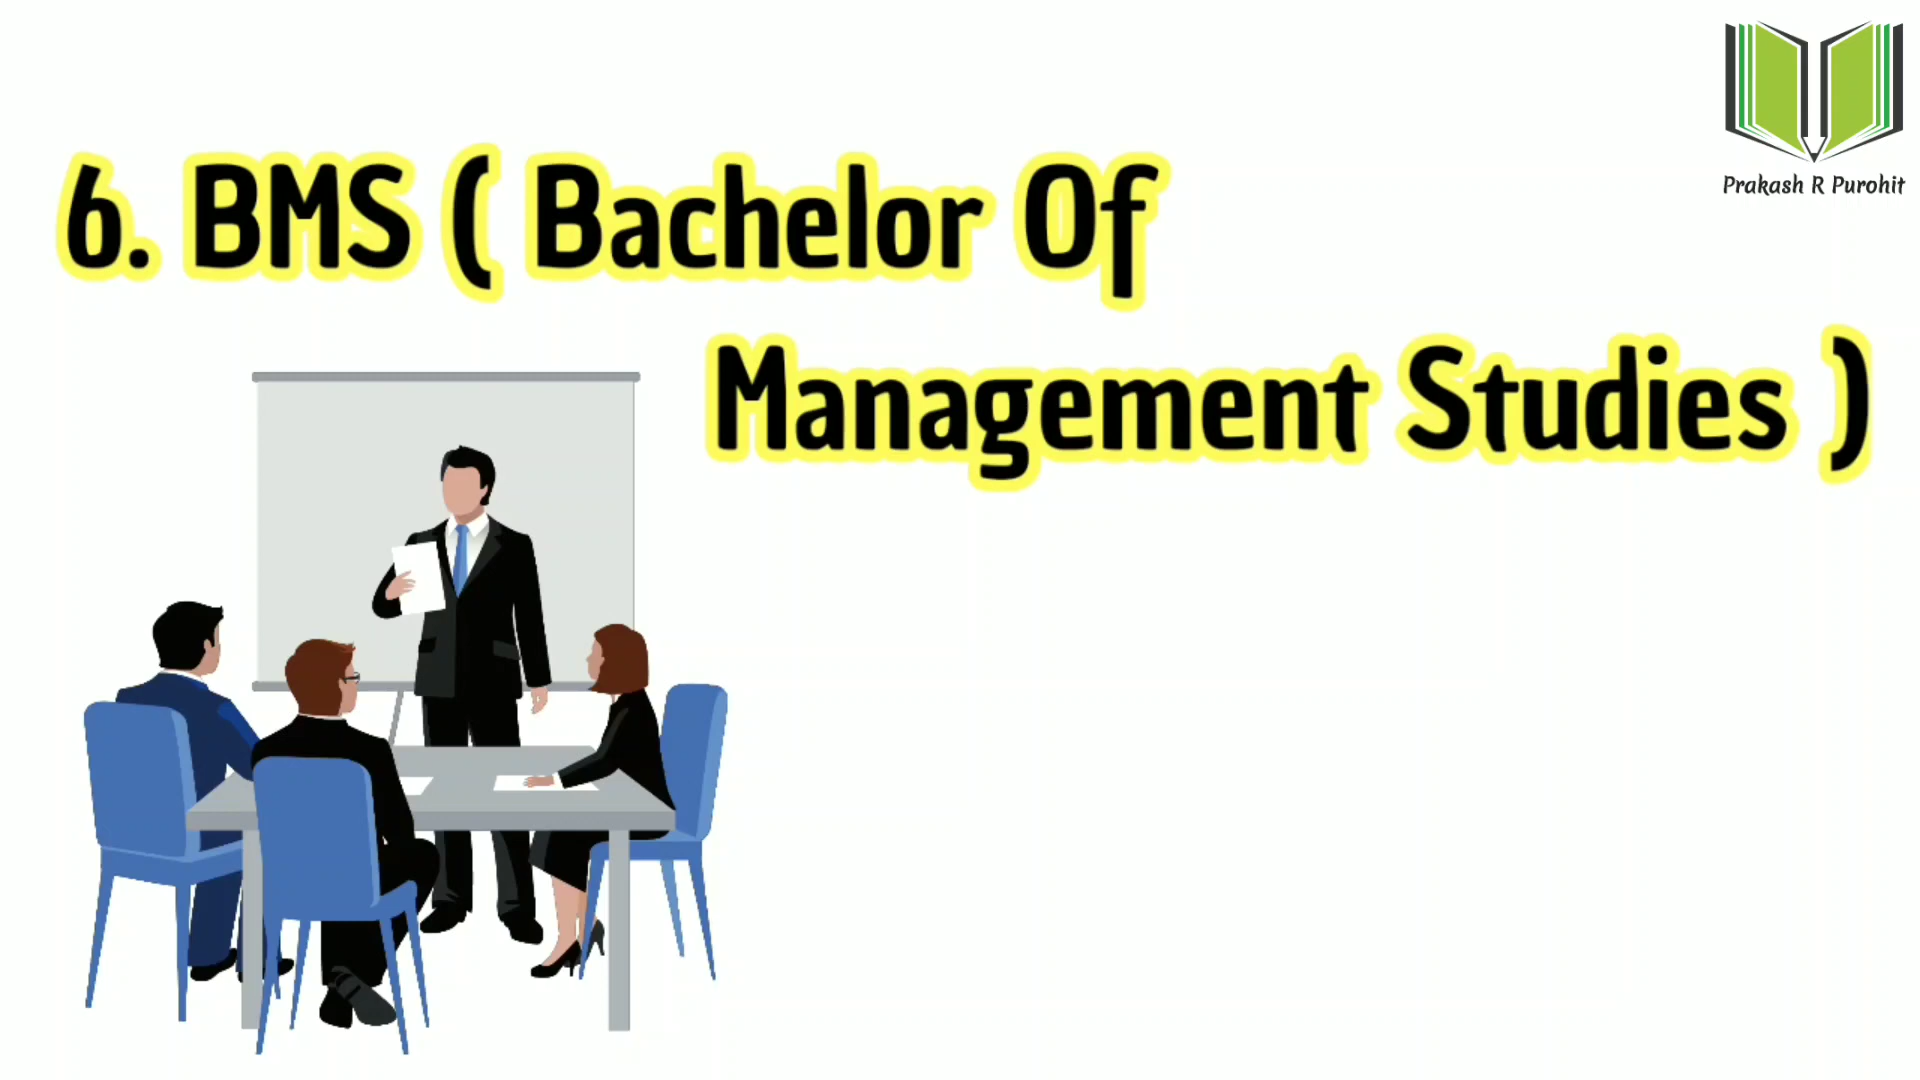 Prakash R Purohit
6. BMS ( Bachelor Of
Management Studies )